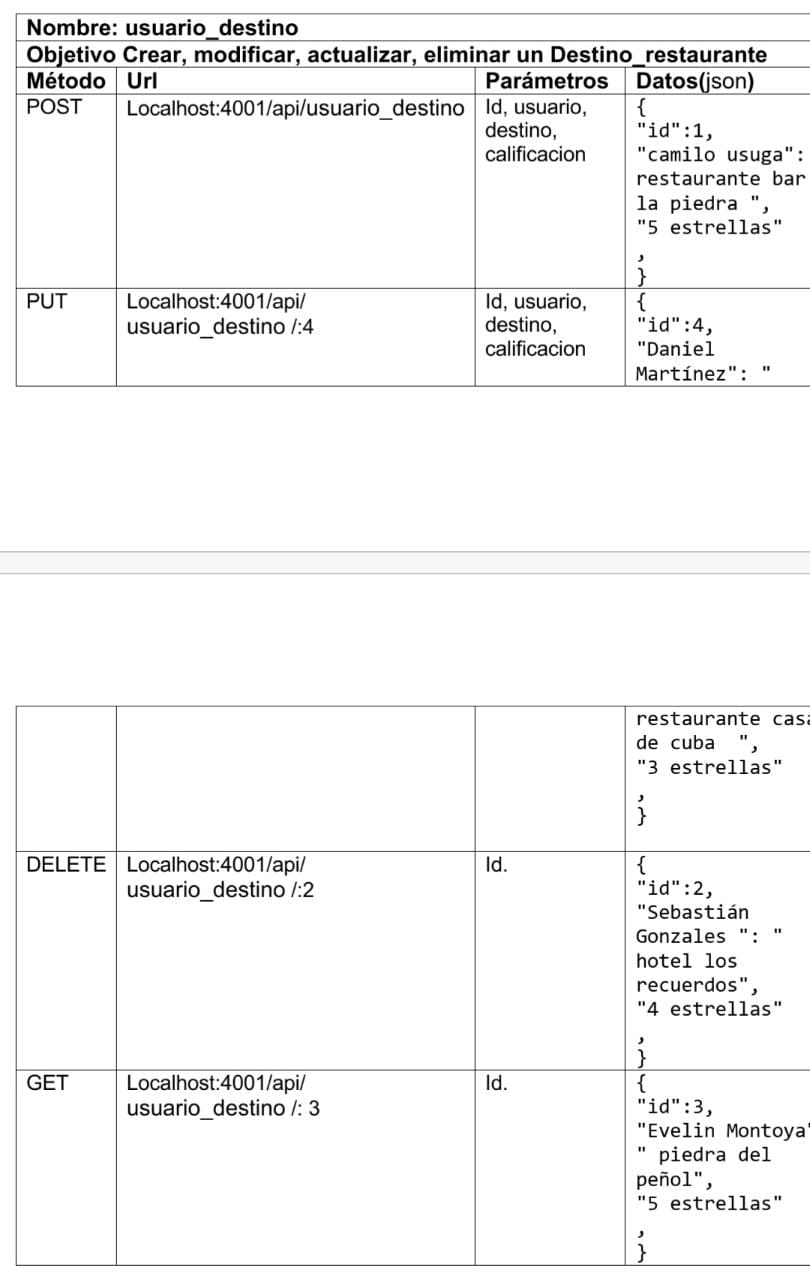 Nombre: usuario_destino
Objetivo Crear, modificar, actualizar, eliminar un Destino_restaurante
Método Url Parámetros Datos(json)
POST Localhost:4001/api/usuario_destino Id, usuario, destino, calificacion
{
"id":1,
"camilo usuga":
restaurante bar
la piedra ",
"5 estrellas"
,
}
PUT Localhost:4001/api/
usuario_destino /:4
Id, usuario,
destino,
calificacion
{
"id":4,
"Daniel
Martínez": "
restaurante casa
de cuba  ",
"3 estrellas"
,
}
DELETE Localhost:4001/api/
usuario_destino /:2
Id.
{
"id":2,
"Sebastián
Gonzales ": "
hotel los
recuerdos",
"4 estrellas"
,
}
GET Localhost:4001/api/
usuario_destino /: 3
Id.
{
"id":3,
"Evelin Montoya"
" piedra del
peñol",
"5 estrellas"
,
}